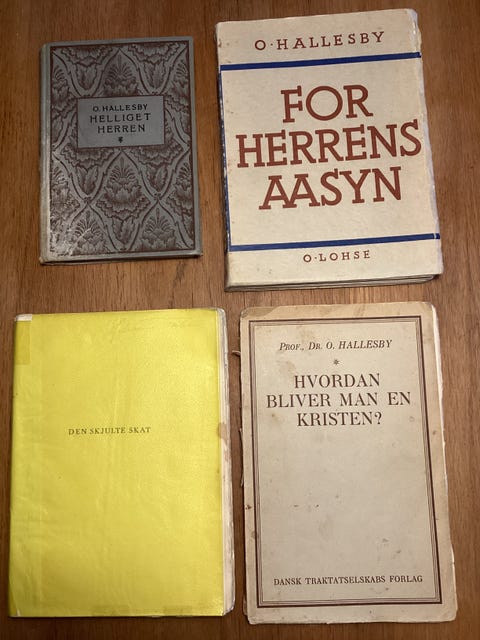 O. HALLESBY
HELLIGET
HERREN
O·HALLESBY
FOR
HERRENS
AASYN
O·LOHSE
DEN SKJULTE SKAT
PROF., DR. O. HALLESBY
HVORDAN
BLIVER MAN EN
KRISTEN?
DANSK TRAKTATSELSKABS FORLAG